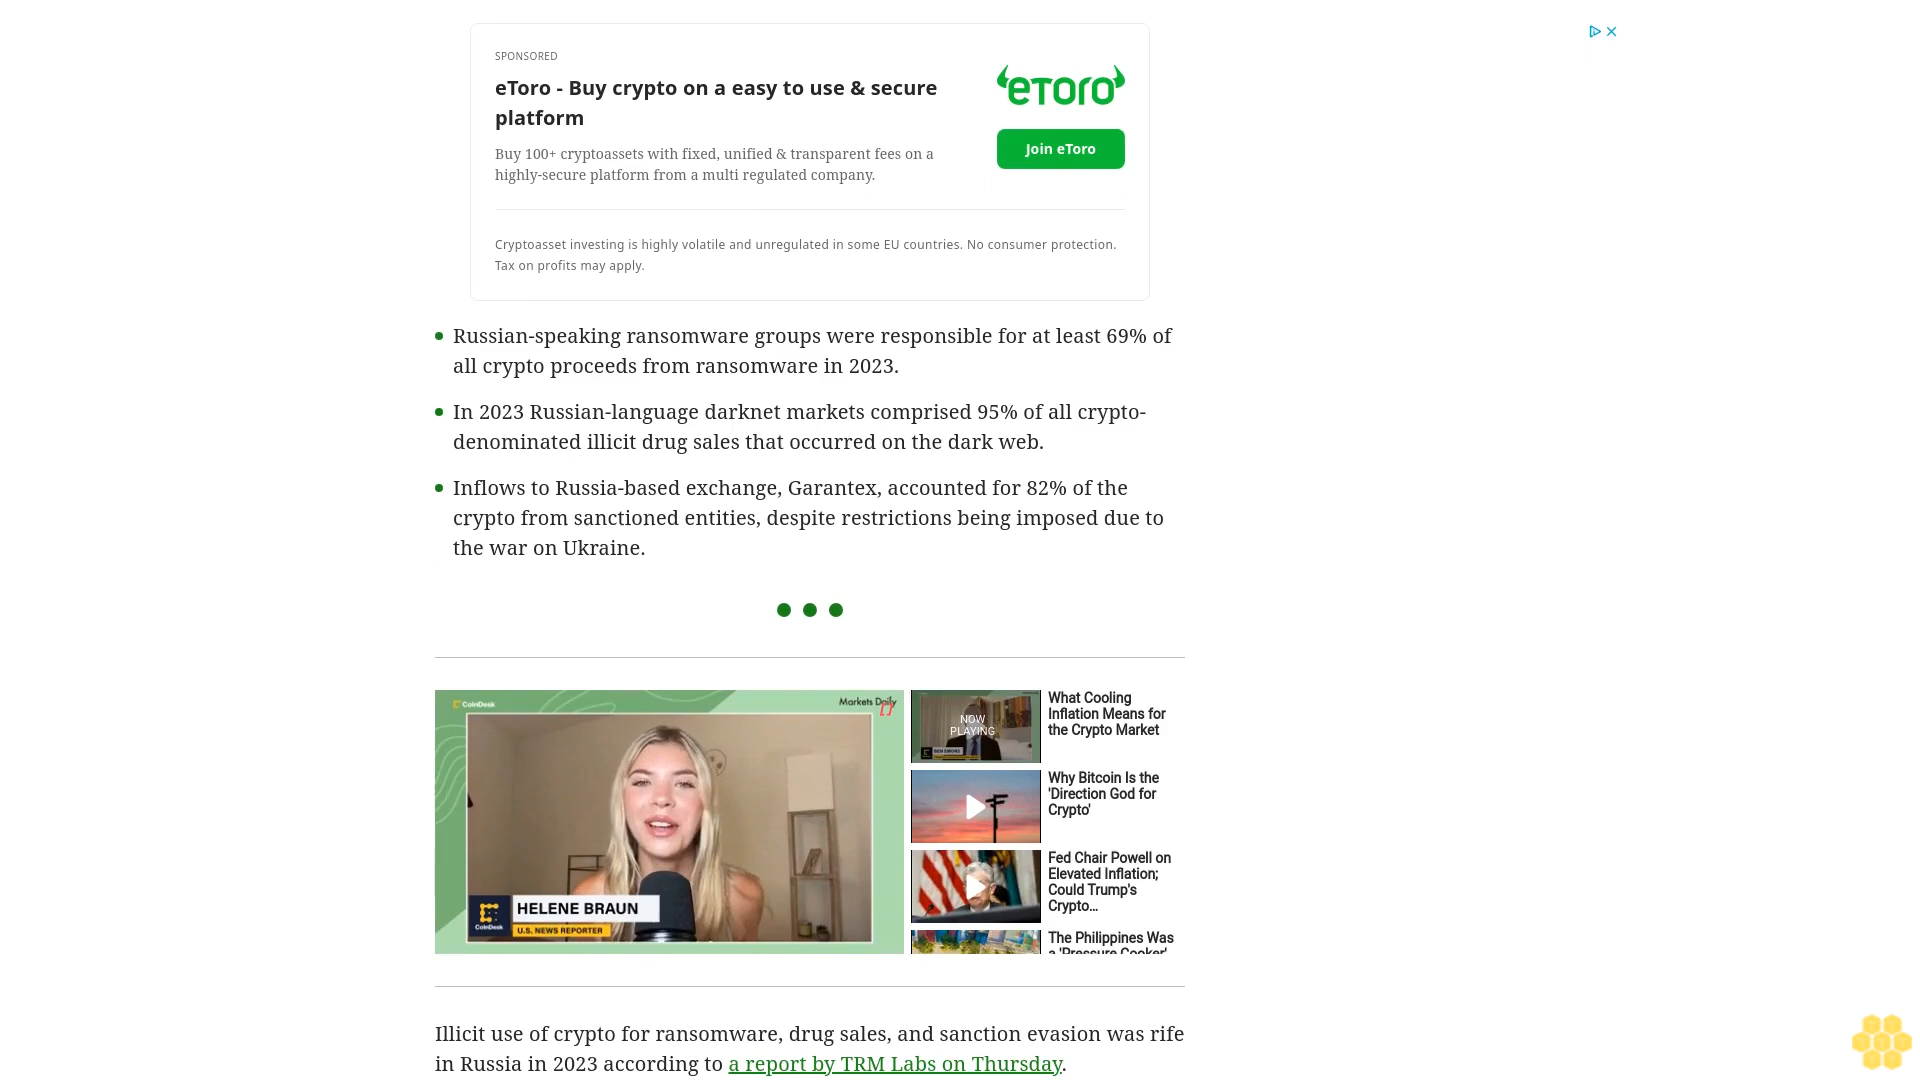 SPONSORED
eToro - Buy crypto on a easy to use & secure
platform
Buy 100+ cryptoassets with fixed, unified & transparent fees on a
highly-secure platform from a multi regulated company.
eTORO
Join eToro
Cryptoasset investing is highly volatile and unregulated in some EU countries. No consumer protection.
Tax on profits may apply.
Russian-speaking ransomware groups were responsible for at least 69% of
all crypto proceeds from ransomware in 2023.
In 2023 Russian-language darknet markets comprised 95% of all crypto-
denominated illicit drug sales that occurred on the dark web.
Inflows to Russia-based exchange, Garantex, accounted for 82% of the
crypto from sanctioned entities, despite restrictions being imposed due to
the war on Ukraine.
CoinDesk
Markets Daily
CoinDesk
HELENE BRAUN
U.S. NEWS REPORTER
NOW
PLAYING
What Cooling
Inflation Means for
the Crypto Market
Why Bitcoin Is the
'Direction God for
Crypto'
Fed Chair Powell on
Elevated Inflation;
Could Trump's
Crypto...
The Philippines Was
a 'Pressure Cooker'
Illicit use of crypto for ransomware, drug sales, and sanction evasion was rife
in Russia in 2023 according to a report by TRM Labs on Thursday.